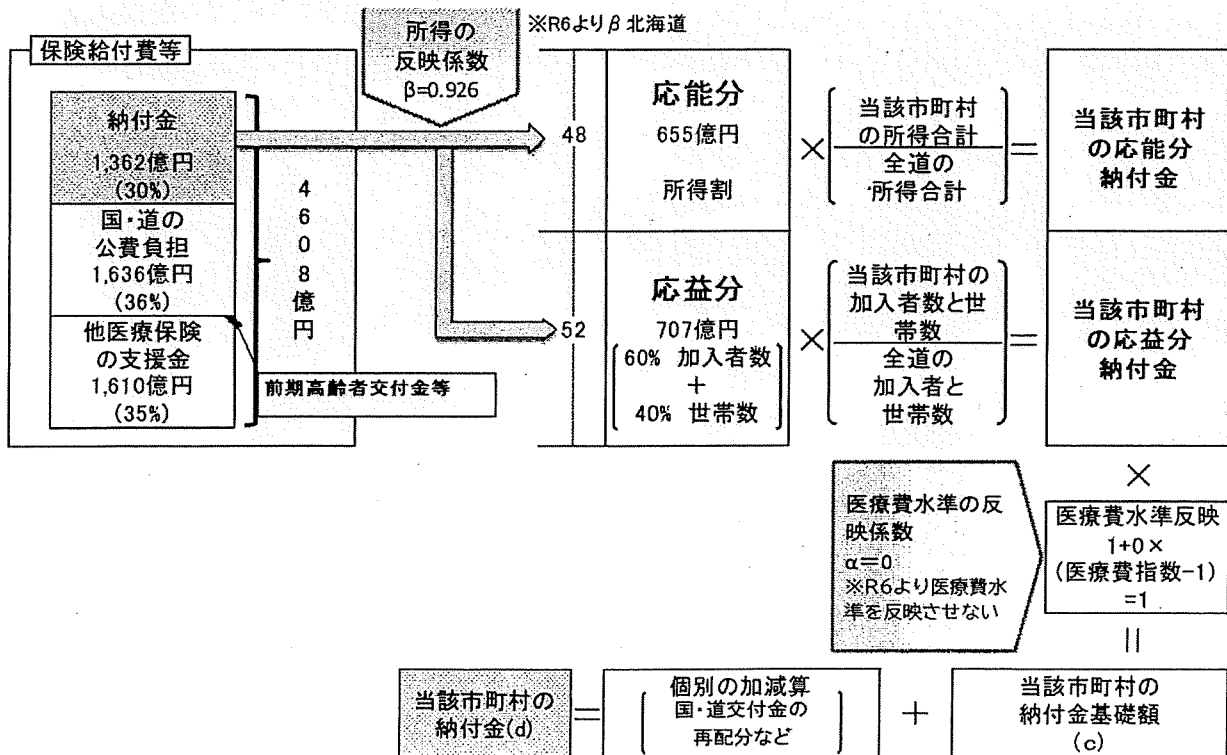 ※R6よりβ北海道
所得の
反映係数
β=0.926
保険給付費等
納付金
1,362億円
(30%)
国・道の
公費負担
1,636億円
(36%)
他医療保険
の支援金
1,610億円
(35%)
4
6
0
8
億
円
前期高齢者交付金等
48
応能分
655億円
所得割
×
当該市町村
の所得合計
全道の
所得合計
=
当該市町村
の応能分
納付金
52
応益分
707億円
60% 加入者数
+
40% 世帯数
×
当該市町村の
加入者数と世
帯数
全道の
加入者と
世帯数
=
当該市町村
の応益分
納付金
×
医療費水準の反
映係数
α=0
※R6より医療費水
準を反映させない
医療費水準反映
1+0×
(医療費指数-1)
=1
||
当該市町村の
納付金(d)
=
個別の加減算
国・道交付金の
再配分など
+
当該市町村の
納付金基礎額
(c)